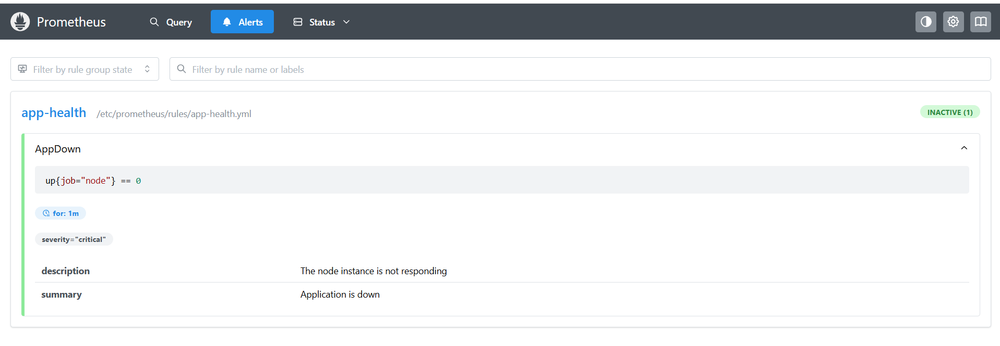 Prometheus Query Alerts Status
Filter by rule group state Filter by rule name or labels
app-health /etc/prometheus/rules/app-health.yml INACTIVE (1)
AppDown
up{job="node"} == 0
for: 1m
severity="critical"
description The node instance is not responding
summary Application is down